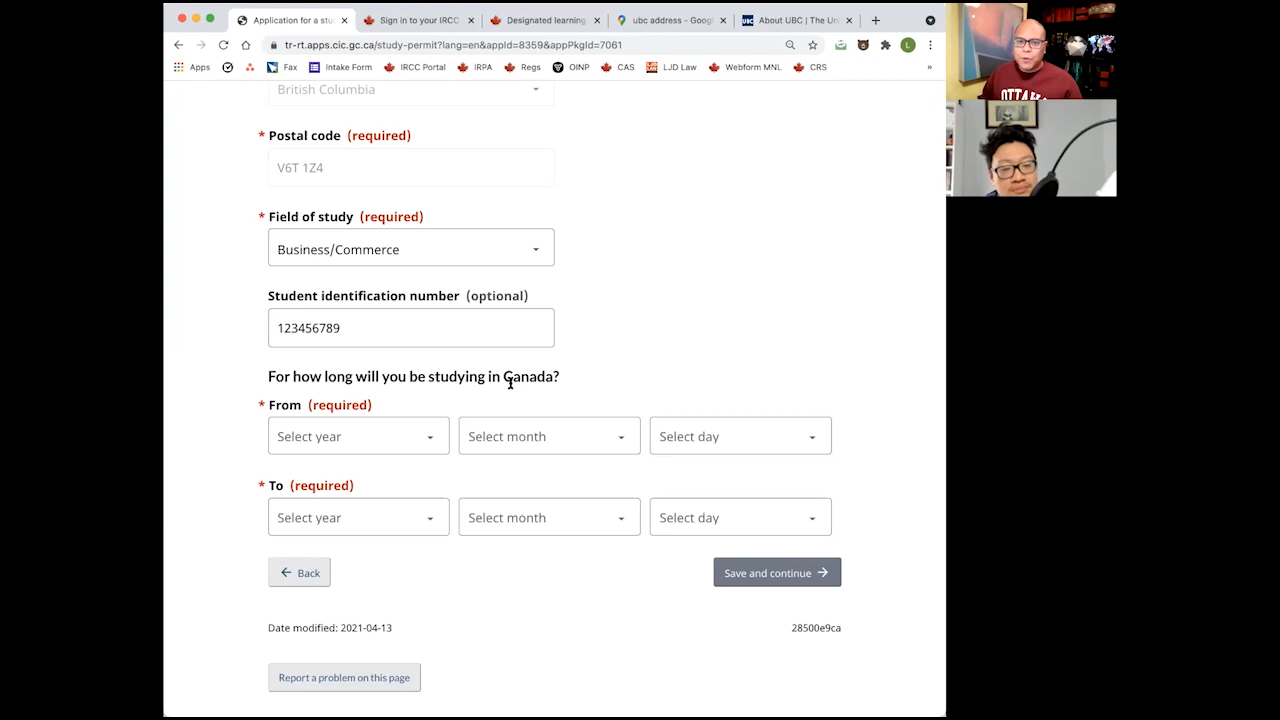 Application for a stu
Sign in to your IRCC
Designated learning
ubc address - Goog
UBC
About UBC | The Un
tr-rt.apps.cic.gc.ca/study-permit?lang=en&appId=8359&appPkgId=7061
L
Apps
Fax
Intake Form
IRCC Portal
IRPA
Regs
OINP
CAS
LJD Law
Webform MNL
CRS
»
British Columbia
* Postal code (required)
V6T 1Z4
* Field of study (required)
Business/Commerce
Student identification number (optional)
123456789
For how long will you be studying in Canada?
* From (required)
Select year
Select month
Select day
* To (required)
Select year
Select month
Select day
Back
Save and continue
Date modified: 2021-04-13
28500e9ca
Report a problem on this page
OTTAWA